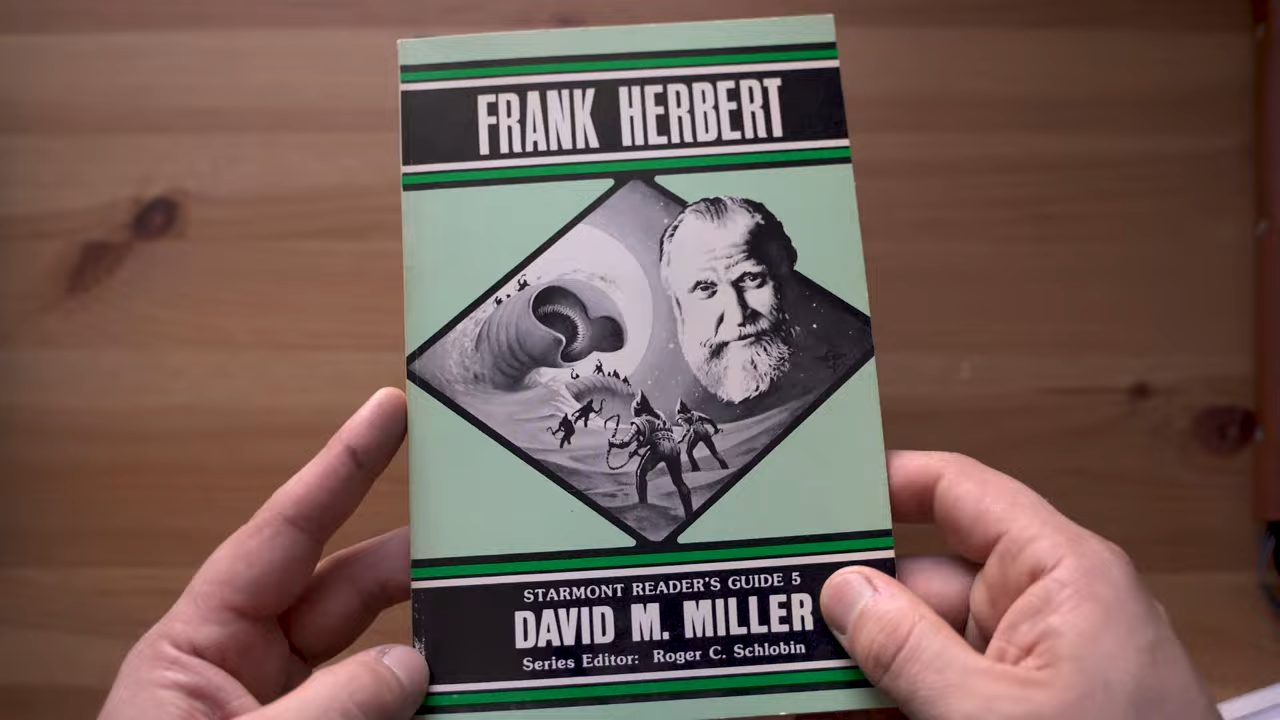 FRANK HERBERT
STARMONT READER'S GUIDE 5
DAVID M. MILLER
Series Editor: Roger C. Schlobin